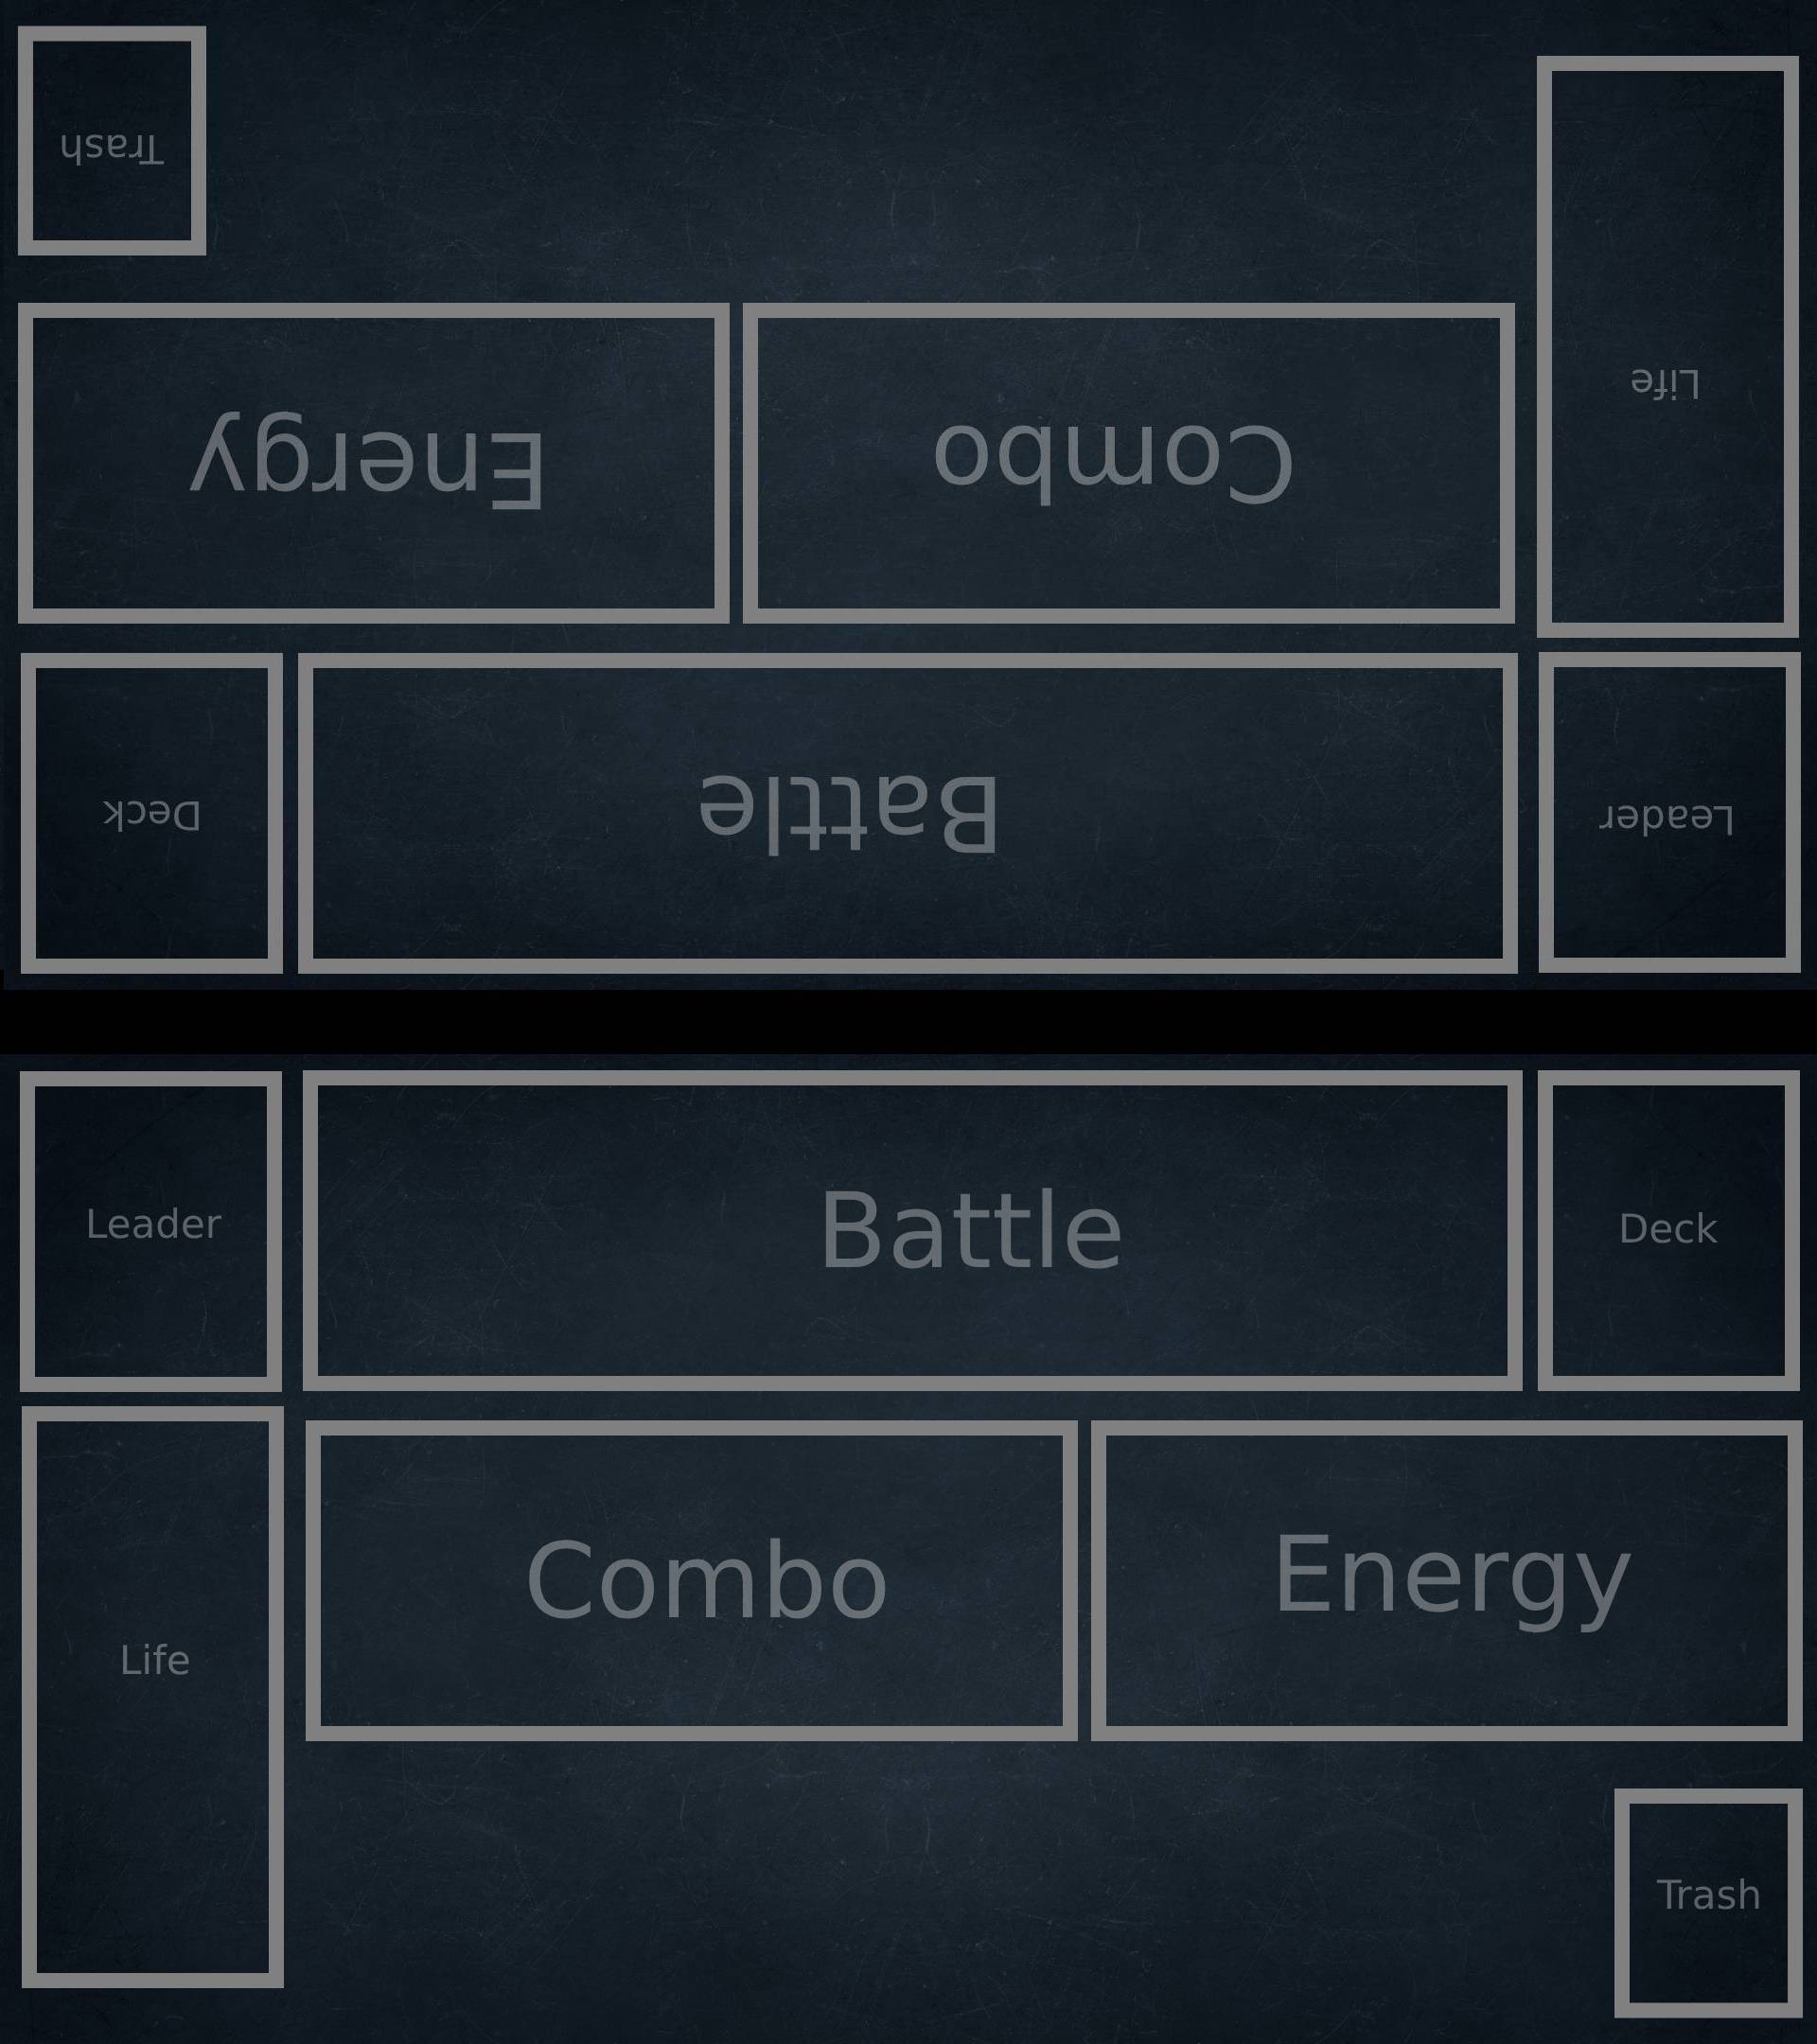 Trash
Life
Energy
Combo
Deck
Battle
Leader
Leader
Battle
Deck
Combo
Energy
Life
Trash